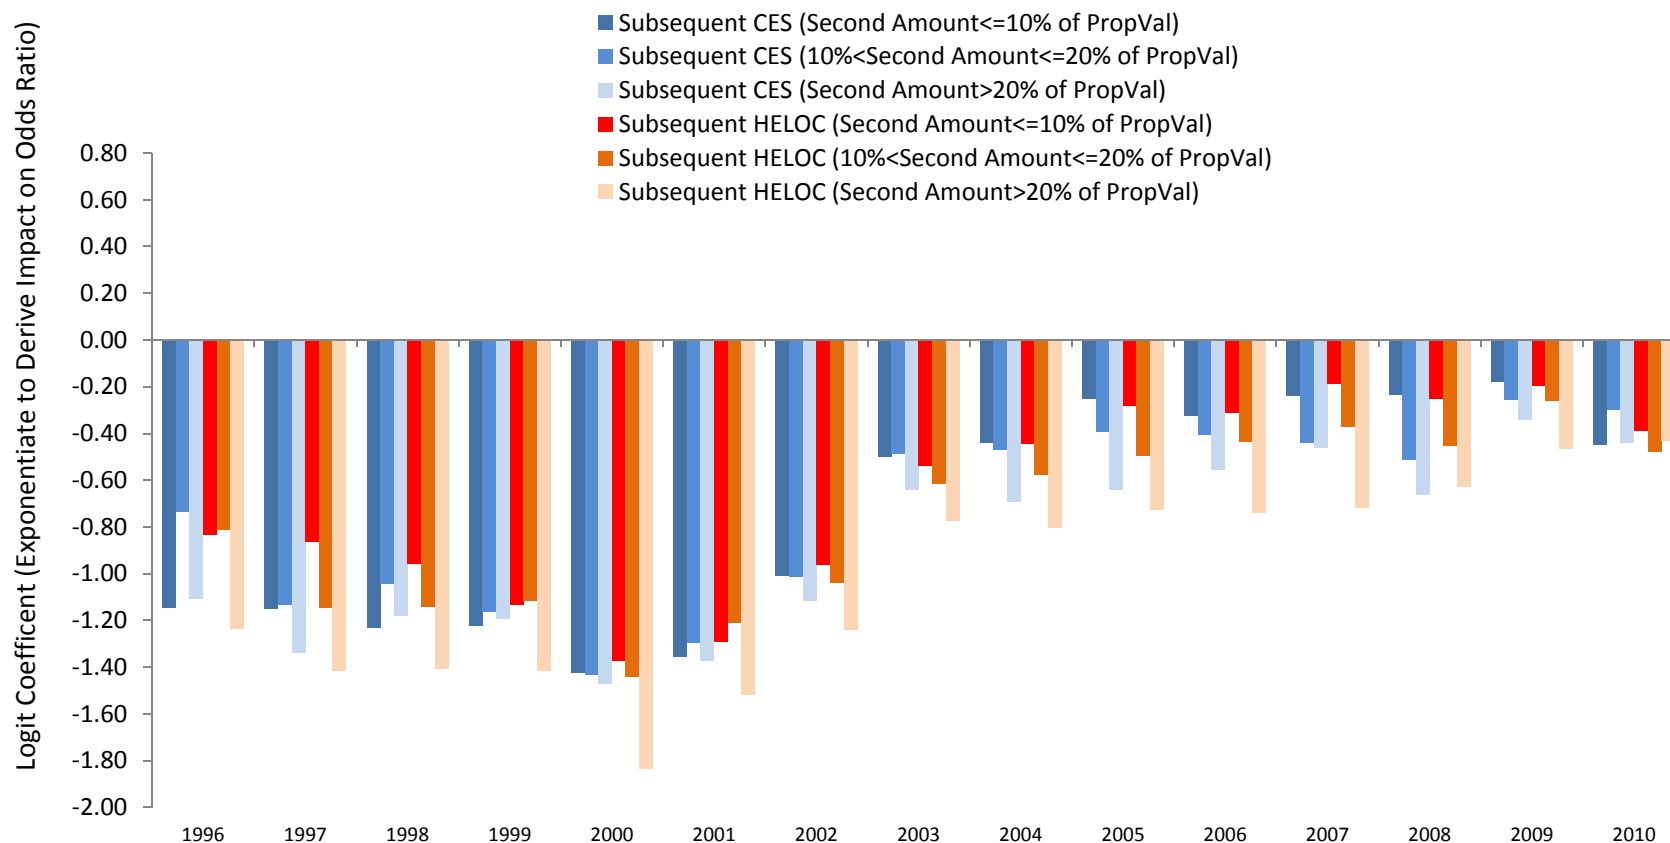 Subsequent CES (Second Amount<=10% of PropVal)
Subsequent CES (10%<Second Amount<=20% of PropVal)
Subsequent CES (Second Amount>20% of PropVal)
Subsequent HELOC (Second Amount<=10% of PropVal)
Subsequent HELOC (10%<Second Amount<=20% of PropVal)
Subsequent HELOC (Second Amount>20% of PropVal)
Logit Coefficent (Exponentiate to Derive Impact on Odds Ratio)
0.80
0.60
0.40
0.20
0.00
-0.20
-0.40
-0.60
-0.80
-1.00
-1.20
-1.40
-1.60
-1.80
-2.00
1996 1997 1998 1999 2000 2001 2002 2003 2004 2005 2006 2007 2008 2009 2010